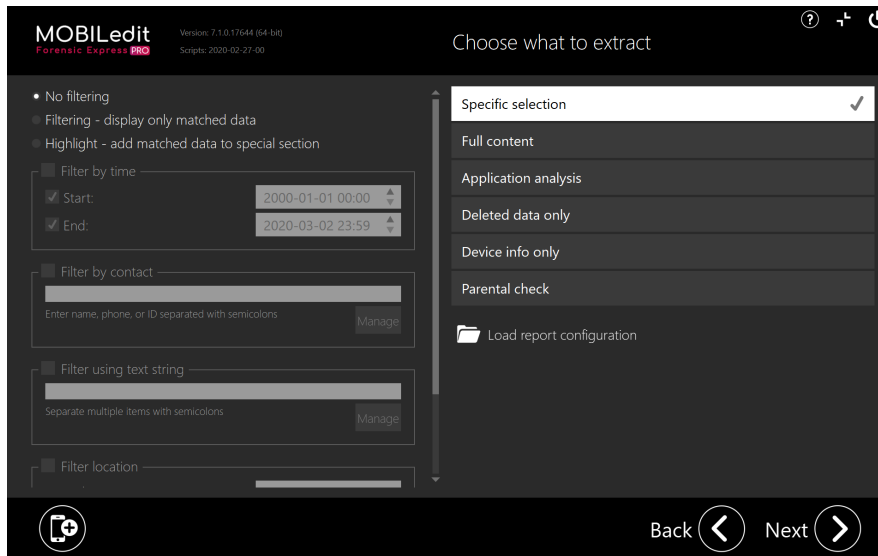 MOBILedit
Forensic Express PRO
Version: 7.1.0.17644 (64-bit)
Scripts: 2020-02-27-00
Choose what to extract
?
No filtering
Filtering - display only matched data
Highlight - add matched data to special section
Filter by time
Start: 2000-01-01 00:00
End: 2020-03-02 23:59
Filter by contact
Enter name, phone, or ID separated with semicolons
Manage
Filter using text string
Separate multiple items with semicolons
Manage
Filter location
Specific selection
Full content
Application analysis
Deleted data only
Device info only
Parental check
Load report configuration
Back
Next